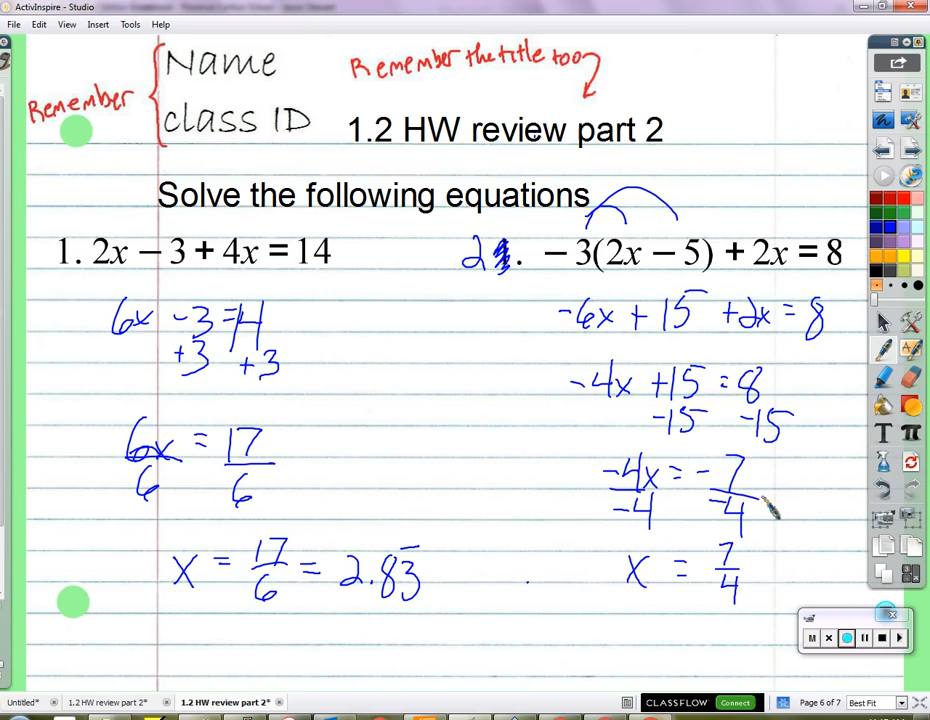 ActivInspire - Studio
File Edit View Insert Tools Help
Remember the title too
Name
Remember
class ID
1.2 HW review part 2
Solve the following equations
1. 2x − 3 + 4x = 14
6x - 3 = 14
+3 +3
6x = 17
6 6
x = 17/6 = 2.83̅
2. − 3(2x − 5) + 2x = 8
-6x + 15 + 2x = 8
-4x + 15 = 8
-15 -15
-4x = -7
-4 -4
x = 7/4
M
Untitled* 1.2 HW review part 2* 1.2 HW review part 2*
CLASSFLOW Connect
Page 6 of 7 Best Fit